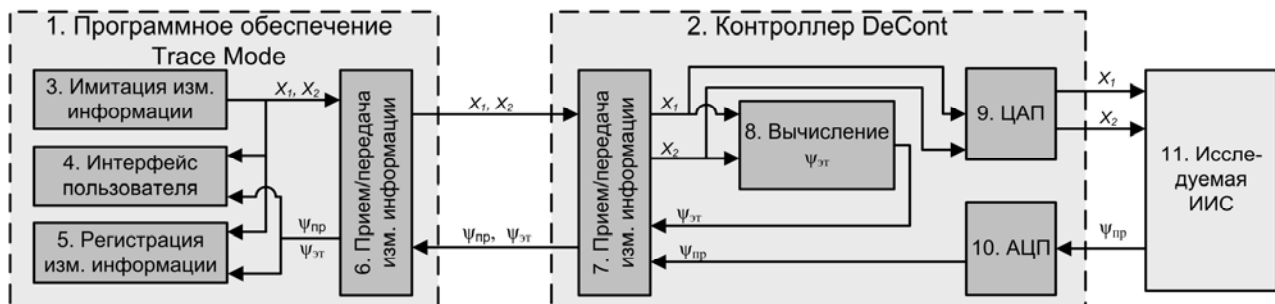 1. Программное обеспечение
Trace Mode
3. Имитация изм.
информации
X₁, X₂
4. Интерфейс
пользователя
5. Регистрация
изм. информации
ψпр
ψэт
6. Прием/передача
изм. информации
X₁, X₂
ψпр, ψэт
2. Контроллер DeCont
7. Прием/передача
изм. информации
X₁
X₂
8. Вычисление
ψэт
ψэт
ψпр
9. ЦАП
10. АЦП
X₁
X₂
ψпр
11. Иссле-
дуемая
ИИС